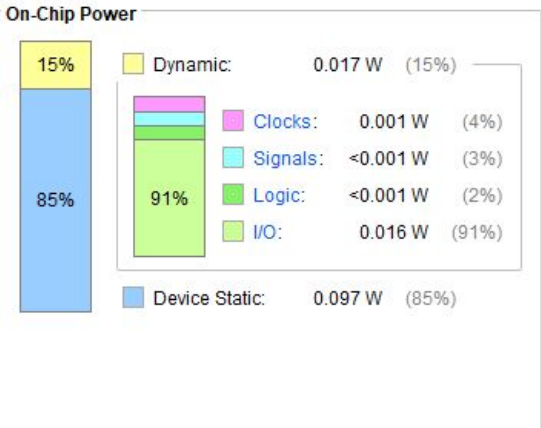 On-Chip Power
15% Dynamic: 0.017 W (15%)
Clocks: 0.001 W (4%)
Signals: <0.001 W (3%)
85% 91% Logic: <0.001 W (2%)
I/O: 0.016 W (91%)
Device Static: 0.097 W (85%)